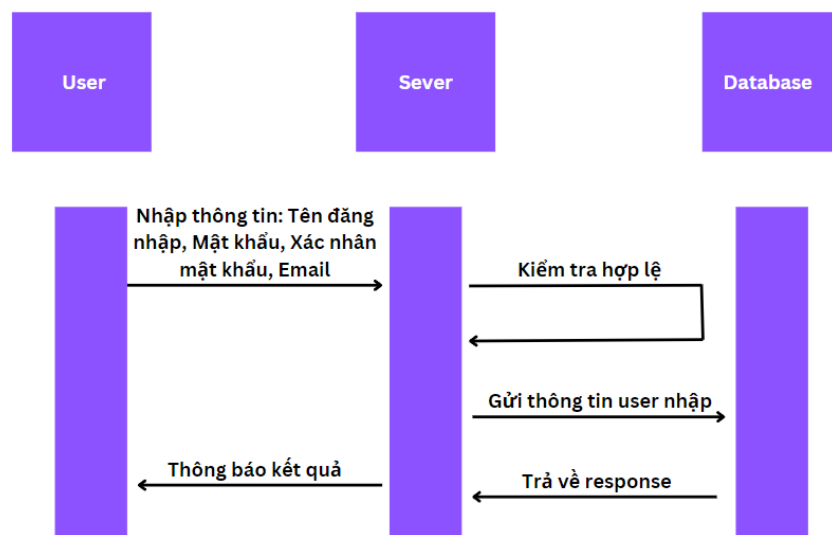 User
Sever
Database
Nhập thông tin: Tên đăng
nhập, Mật khẩu, Xác nhân
mật khẩu, Email
Kiểm tra hợp lệ
Gửi thông tin user nhập
Thông báo kết quả
Trả về response